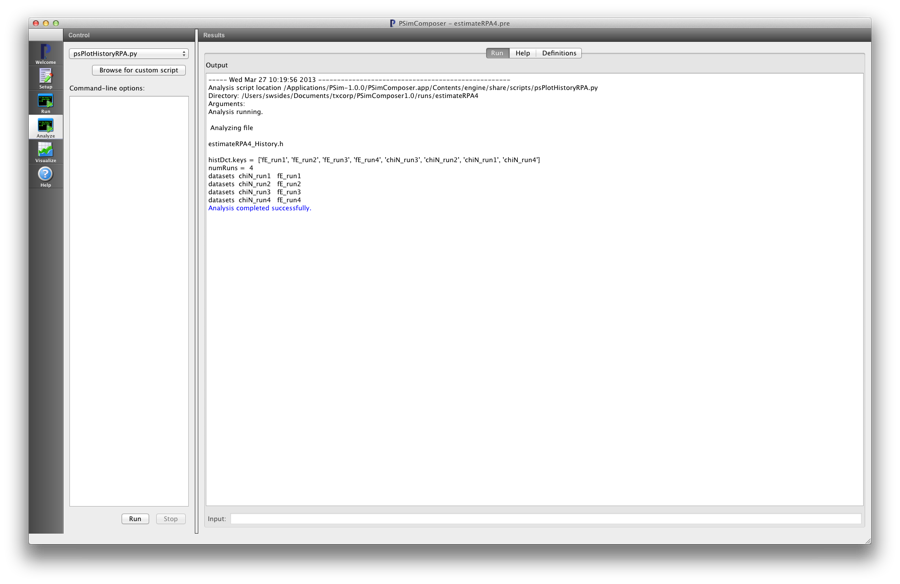 PSimComposer - estimateRPA4.pre
Control
Results
Welcome
Setup
Run
Analyze
Visualize
Help
psPlotHistoryRPA.py
Browse for custom script
Command-line options:
Run
Stop
Run
Help
Definitions
Output
----- Wed Mar 27 10:19:56 2013 ----------------------------------------------------
Analysis script location /Applications/PSim-1.0.0/PSimComposer.app/Contents/engine/share/scripts/psPlotHistoryRPA.py
Directory: /Users/swsides/Documents/txcorp/PSimComposer1.0/runs/estimateRPA4
Arguments:
Analysis running.
Analyzing file
estimateRPA4_History.h
histDct.keys = ['fE_run1', 'fE_run2', 'fE_run3', 'fE_run4', 'chiN_run3', 'chiN_run2', 'chiN_run1', 'chiN_run4']
numRuns = 4
datasets chiN_run1 fE_run1
datasets chiN_run2 fE_run2
datasets chiN_run3 fE_run3
datasets chiN_run4 fE_run4
Analysis completed successfully.
Input: